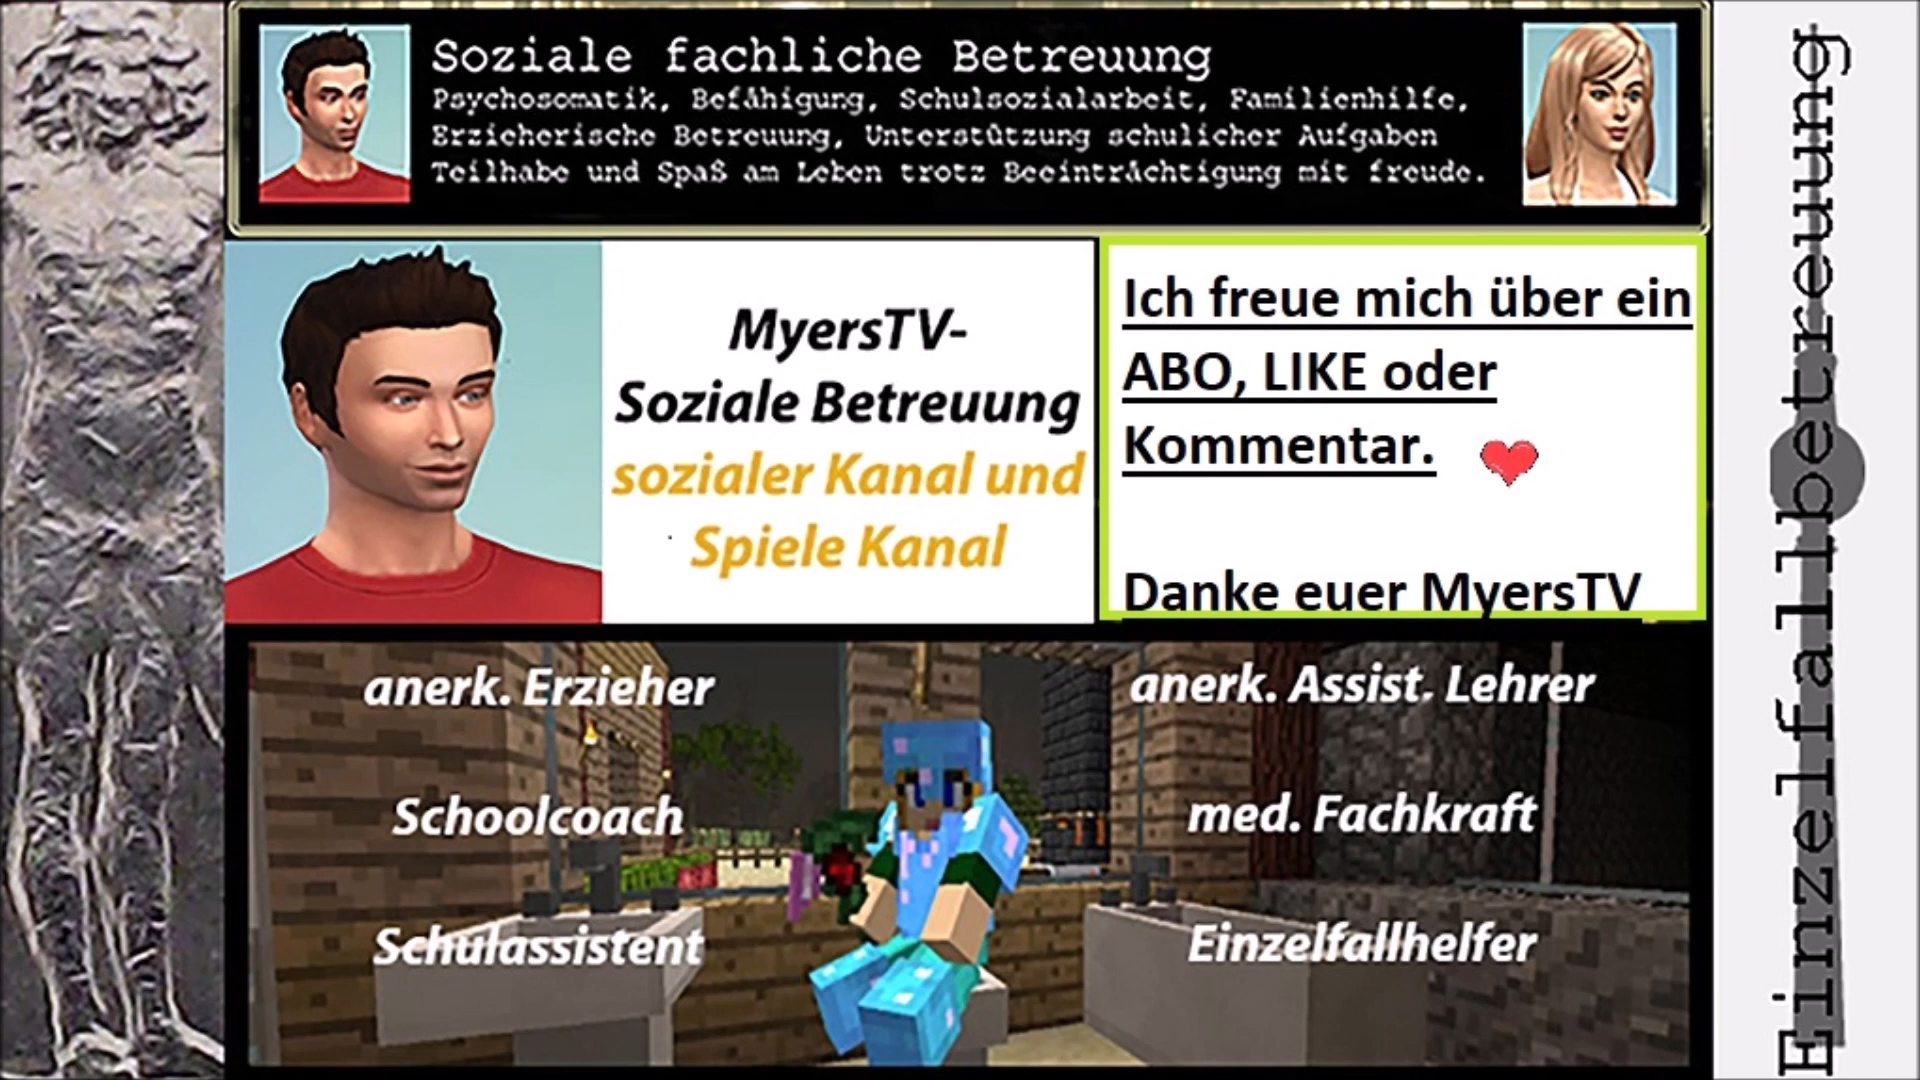 Soziale fachliche Betreuung
Psychosomatik, Befähigung, Schulsozialarbeit, Familienhilfe,
Erzieherische Betreuung, Unterstützung schulicher Aufgaben
Teilhabe und Spaß am Leben trotz Beeinträchtigung mit freude.
MyersTV-
Soziale Betreuung
sozialer Kanal und
Spiele Kanal
Ich freue mich über ein
ABO, LIKE oder
Kommentar.
Danke euer MyersTV
anerk. Erzieher
anerk. Assist. Lehrer
Schoolcoach
med. Fachkraft
Schulassistent
Einzelfallhelfer
Einzelfallbetreuung